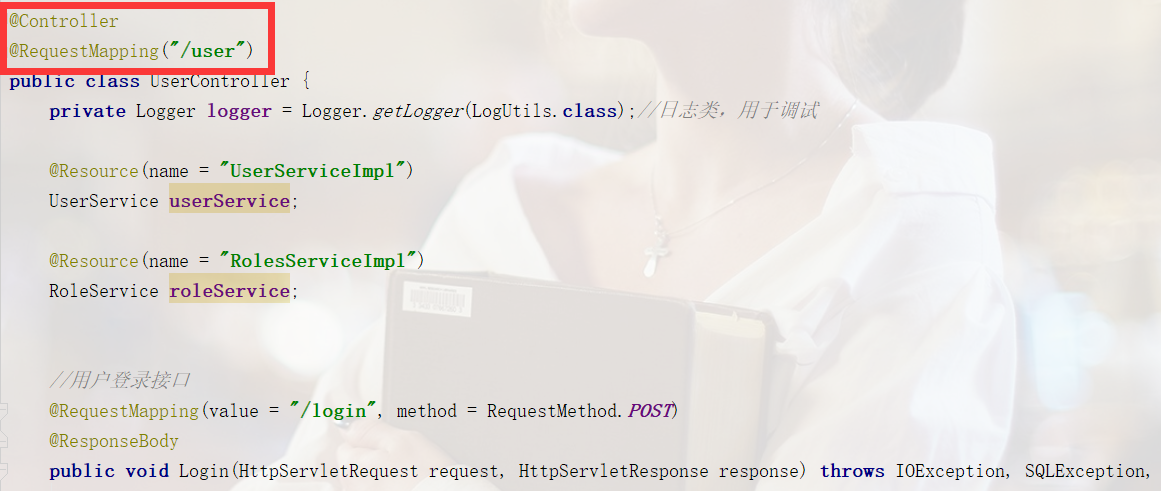 @Controller
@RequestMapping("/user")
public class UserController {
private Logger logger = Logger.getLogger(LogUtils.class);//日志类，用于调试
@Resource(name = "UserServiceImpl")
UserService userService;
@Resource(name = "RolesServiceImpl")
RoleService roleService;
//用户登录接口
@RequestMapping(value = "/login", method = RequestMethod.POST)
@ResponseBody
public void Login(HttpServletRequest request, HttpServletResponse response) throws IOException, SQLException,